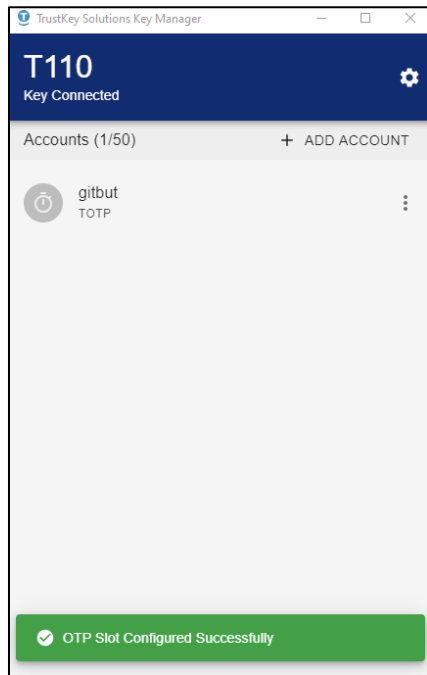 TrustKey Solutions Key Manager
T110
Key Connected
Accounts (1/50)
+ ADD ACCOUNT
gitbut
TOTP
OTP Slot Configured Successfully